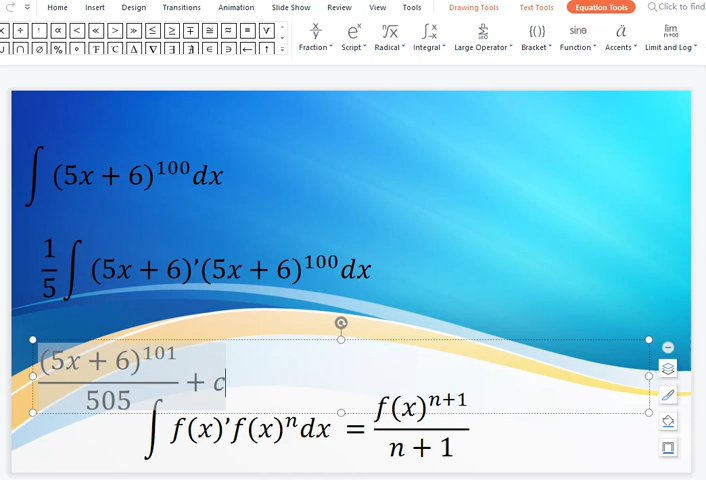 Home Insert Design Transitions Animation Slide Show Review View Tools Drawing Tools Text Tools Equation Tools Click to find
÷ ! ∝ < ≪ > ≫ ≤ ≥ ∓ ≅ ≈ ≡ ∀
∪ ∩ ∅ % ° ℉ ℃ ∆ ∇ ∃ ∄ ∈ ∋ ← ↑
Fraction Script Radical Integral Large Operator Bracket Function Accents Limit and Log
∫ (5x + 6)^100 dx
1/5 ∫ (5x + 6)'(5x + 6)^100 dx
(5x + 6)^101 / 505 + c
∫ f(x)'f(x)^n dx = f(x)^(n+1) / (n + 1)